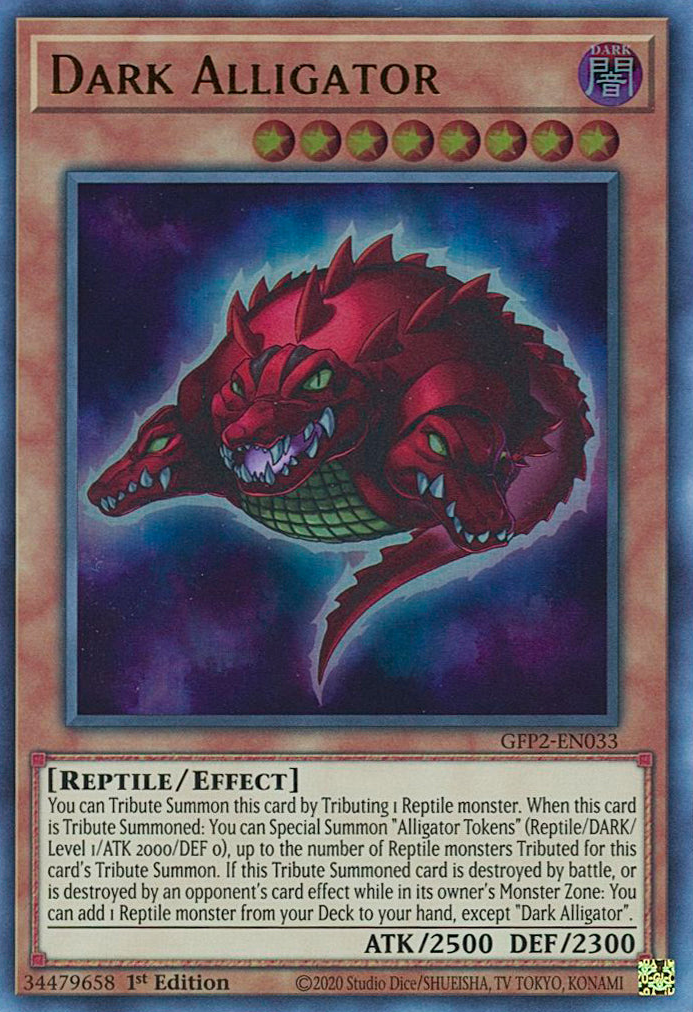 Dark Alligator
DARK
闇
GFP2-EN033
[Reptile/Effect]
You can Tribute Summon this card by Tributing 1 Reptile monster. When this card
is Tribute Summoned: You can Special Summon "Alligator Tokens" (Reptile/DARK/
Level 1/ATK 2000/DEF 0), up to the number of Reptile monsters Tributed for this
card's Tribute Summon. If this Tribute Summoned card is destroyed by battle, or
is destroyed by an opponent's card effect while in its owner's Monster Zone: You
can add 1 Reptile monster from your Deck to your hand, except "Dark Alligator".
ATK/2500 DEF/2300
34479658 1st Edition ©2020 Studio Dice/SHUEISHA, TV TOKYO, KONAMI